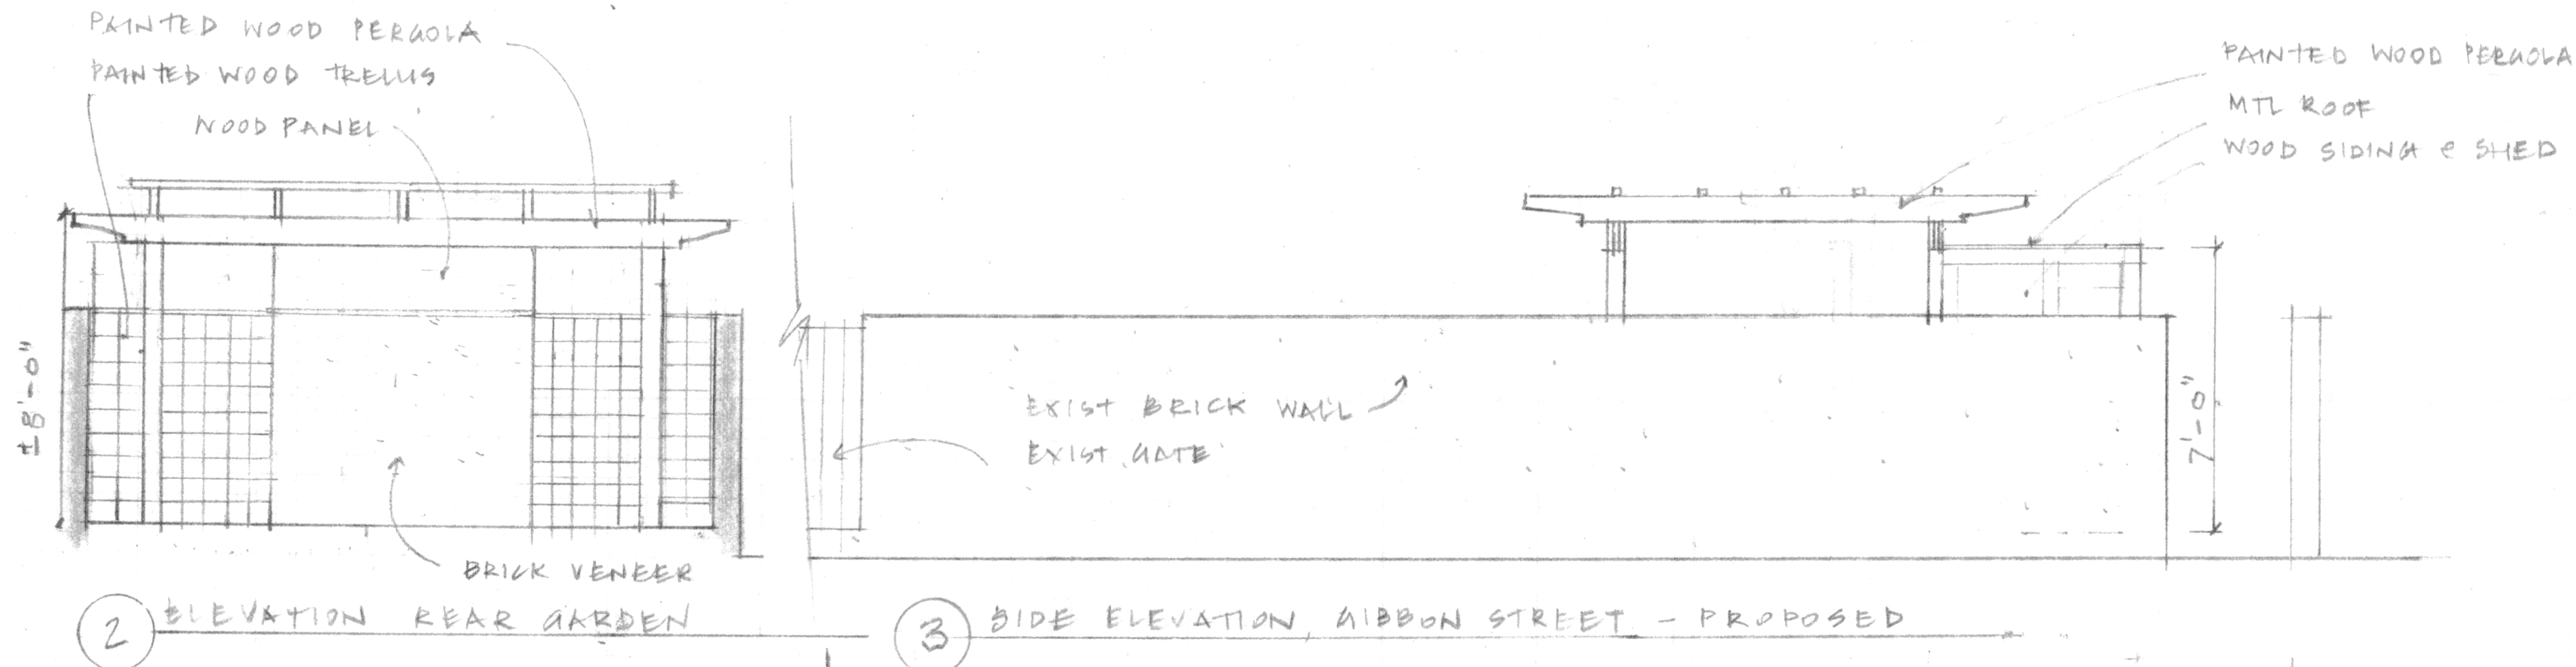 PAINTED WOOD PERGOLA
PAINTED WOOD TRELLIS
WOOD PANEL
±8'-0"
BRICK VENEER
2 ELEVATION REAR GARDEN
PAINTED WOOD PERGOLA
MTL ROOF
WOOD SIDING @ SHED
EXIST BRICK WALL
EXIST. GATE
7'-0"
3 SIDE ELEVATION, GIBBON STREET - PROPOSED